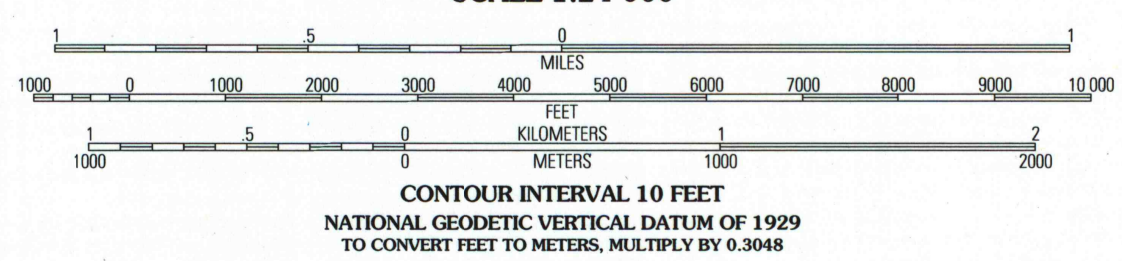 1 .5 0 1
MILES
1000 0 1000 2000 3000 4000 5000 6000 7000 8000 9000 10 000
FEET
1 .5 0 KILOMETERS 1 2
1000 0 METERS 1000 2000
CONTOUR INTERVAL 10 FEET
NATIONAL GEODETIC VERTICAL DATUM OF 1929
TO CONVERT FEET TO METERS, MULTIPLY BY 0.3048